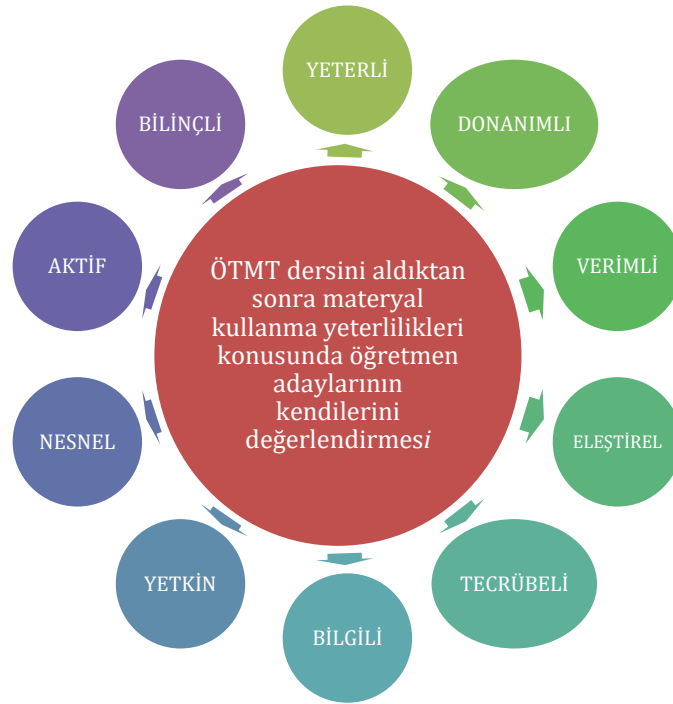 YETERLİ
DONANIMLI
VERİMLİ
ELEŞTİREL
TECRÜBELİ
BİLGİLİ
YETKİN
NESNEL
AKTİF
BİLİNÇLİ
ÖTMT dersini aldıktan
sonra materyal
kullanma yeterlilikleri
konusunda öğretmen
adaylarının
kendilerini
değerlendirmesi